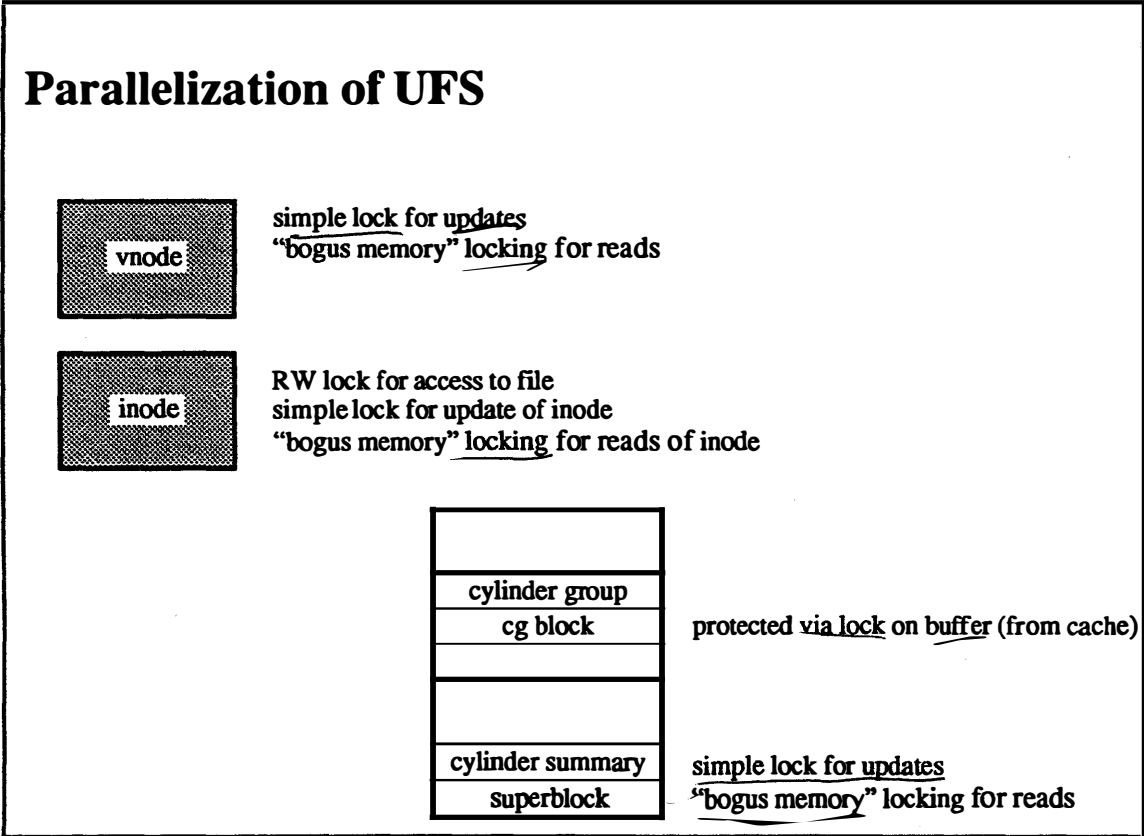 Parallelization of UFS
vnode
simple lock for updates
“bogus memory” locking for reads
inode
RW lock for access to file
simple lock for update of inode
“bogus memory” locking for reads of inode
cylinder group
cg block
protected via lock on buffer (from cache)
cylinder summary
simple lock for updates
superblock
“bogus memory” locking for reads